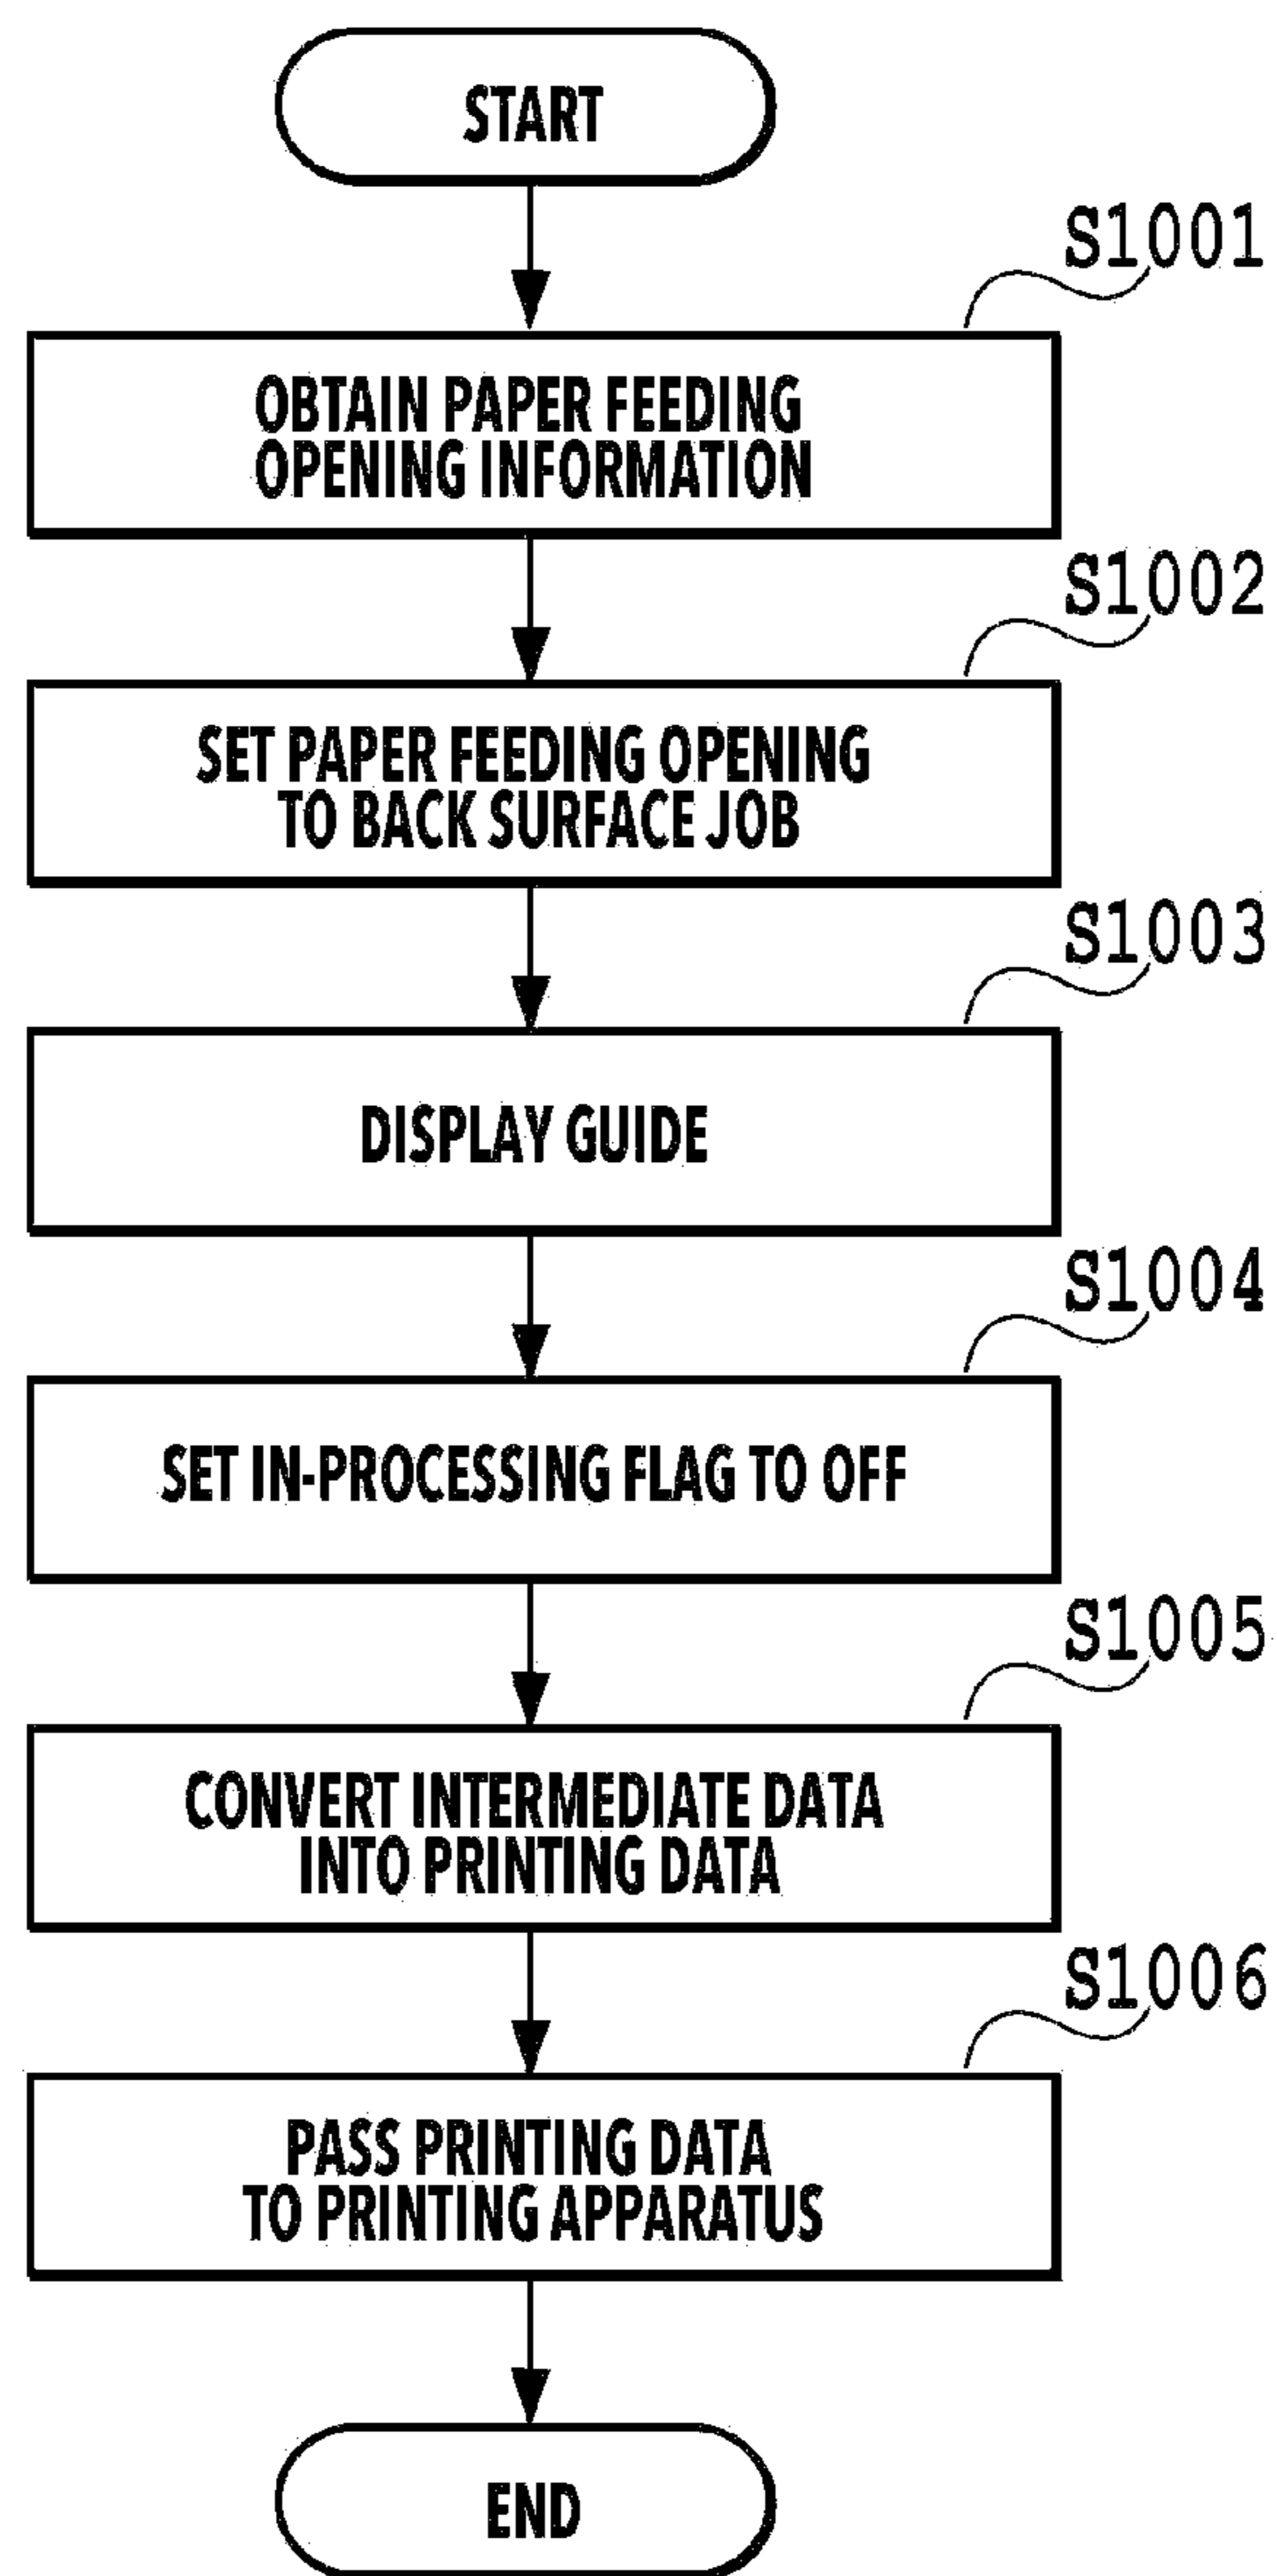 START
S1001
OBTAIN PAPER FEEDING
OPENING INFORMATION
S1002
SET PAPER FEEDING OPENING
TO BACK SURFACE JOB
S1003
DISPLAY GUIDE
S1004
SET IN-PROCESSING FLAG TO OFF
S1005
CONVERT INTERMEDIATE DATA
INTO PRINTING DATA
S1006
PASS PRINTING DATA
TO PRINTING APPARATUS
END